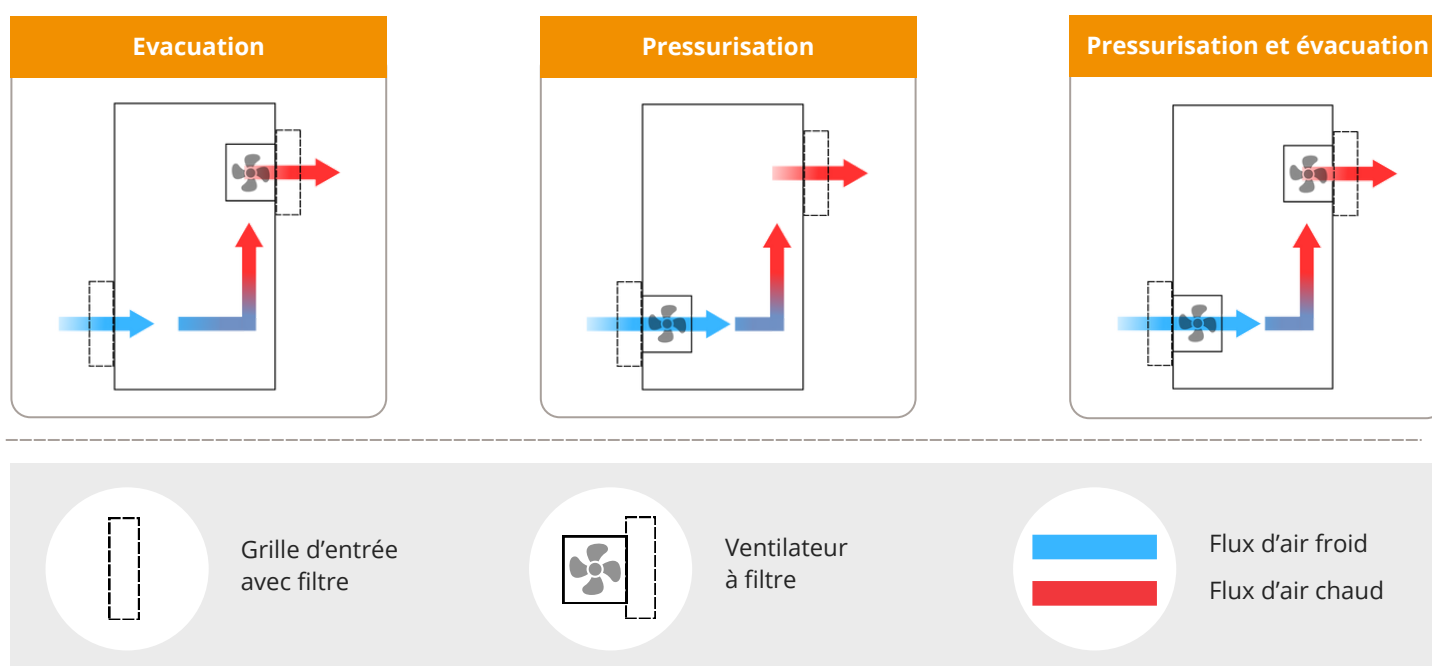 Evacuation
Pressurisation
Pressurisation et évacuation
Grille d’entrée
avec filtre
Ventilateur
à filtre
Flux d’air froid
Flux d’air chaud